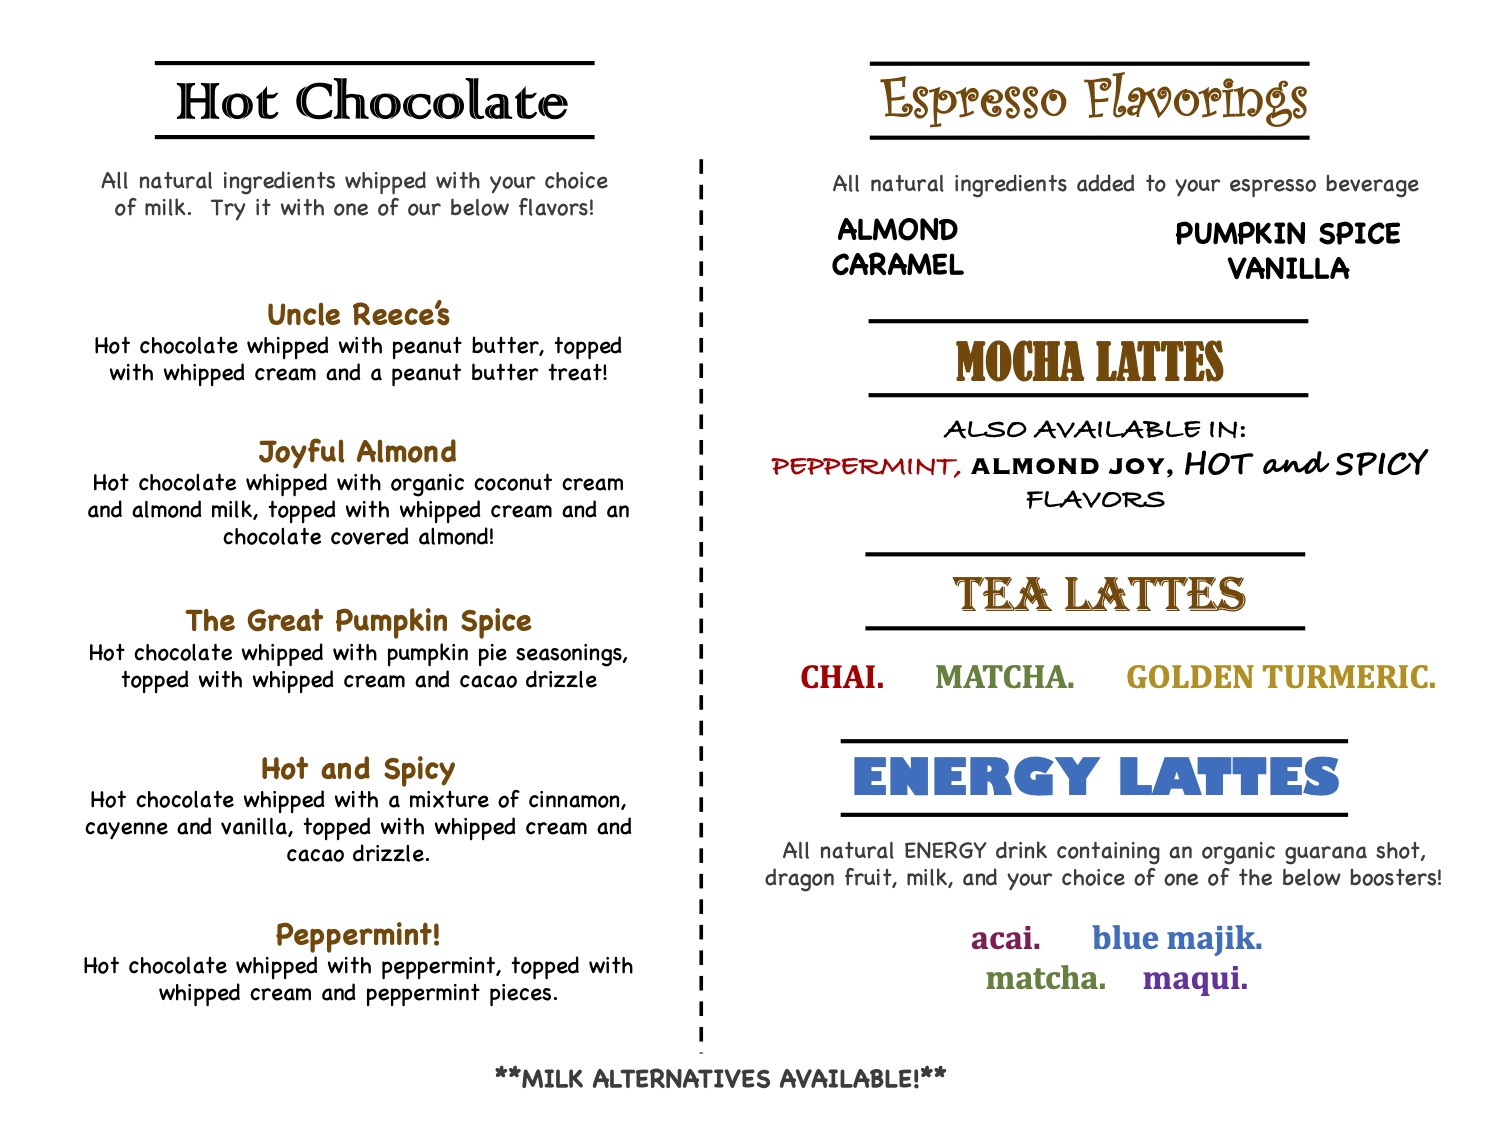 Hot Chocolate
All natural ingredients whipped with your choice
of milk. Try it with one of our below flavors!
Uncle Reece's
Hot chocolate whipped with peanut butter, topped
with whipped cream and a peanut butter treat!
Joyful Almond
Hot chocolate whipped with organic coconut cream
and almond milk, topped with whipped cream and an
chocolate covered almond!
The Great Pumpkin Spice
Hot chocolate whipped with pumpkin pie seasonings,
topped with whipped cream and cacao drizzle
Hot and Spicy
Hot chocolate whipped with a mixture of cinnamon,
cayenne and vanilla, topped with whipped cream and
cacao drizzle.
Peppermint!
Hot chocolate whipped with peppermint, topped with
whipped cream and peppermint pieces.
Espresso Flavorings
All natural ingredients added to your espresso beverage
ALMOND
CARAMEL
PUMPKIN SPICE
VANILLA
MOCHA LATTES
ALSO AVAILABLE IN:
PEPPERMINT, ALMOND JOY, HOT and SPICY
FLAVORS
TEA LATTES
CHAI. MATCHA. GOLDEN TURMERIC.
ENERGY LATTES
All natural ENERGY drink containing an organic guarana shot,
dragon fruit, milk, and your choice of one of the below boosters!
acai. blue majik.
matcha. maqui.
**MILK ALTERNATIVES AVAILABLE!**